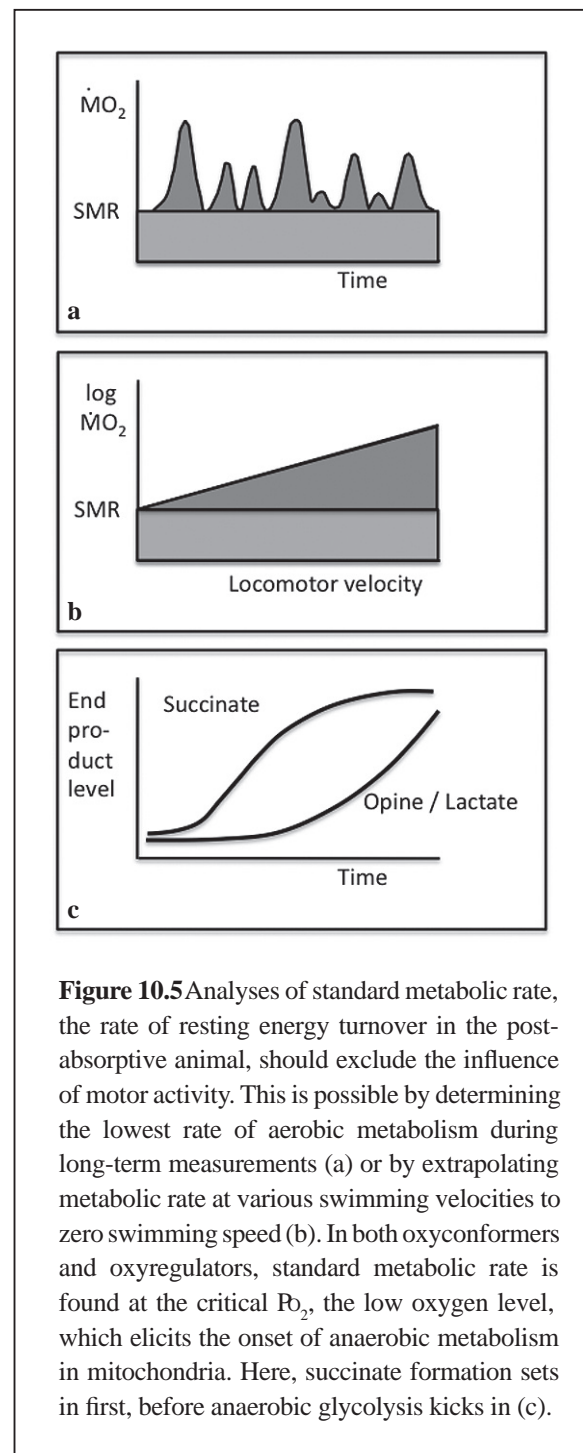 ṀO₂
SMR
Time
a
log
ṀO₂
SMR
Locomotor velocity
b
End
pro-
duct
level
Succinate
Opine / Lactate
Time
c
Figure 10.5 Analyses of standard metabolic rate,
the rate of resting energy turnover in the post-
absorptive animal, should exclude the influence
of motor activity. This is possible by determining
the lowest rate of aerobic metabolism during
long-term measurements (a) or by extrapolating
metabolic rate at various swimming velocities to
zero swimming speed (b). In both oxyconformers
and oxyregulators, standard metabolic rate is
found at the critical Po₂, the low oxygen level,
which elicits the onset of anaerobic metabolism
in mitochondria. Here, succinate formation sets
in first, before anaerobic glycolysis kicks in (c).